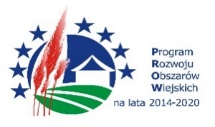 Program
Rozwoju
Obszarów
Wiejskich
na lata 2014-2020